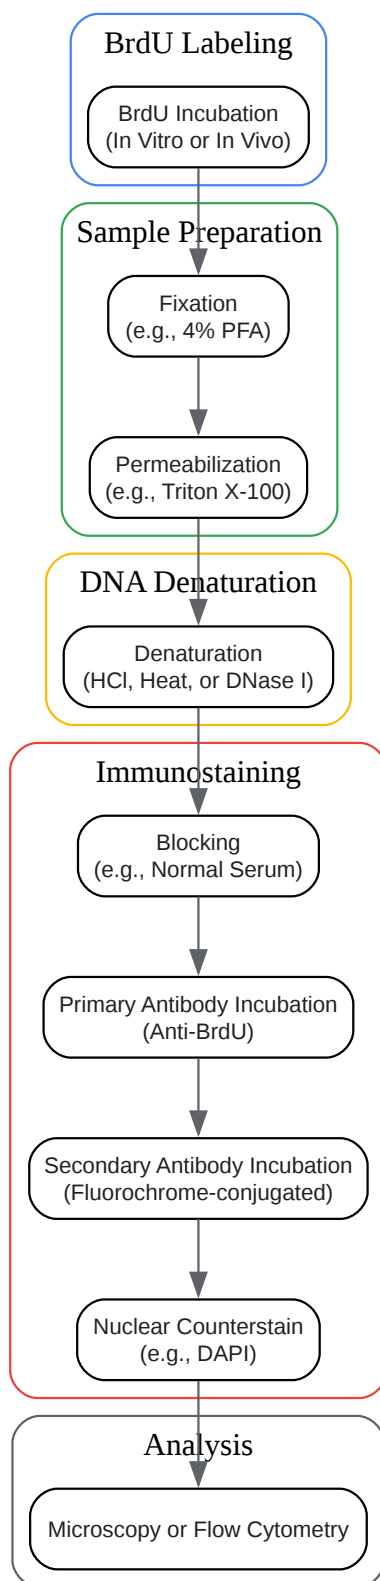 BrdU Labeling
BrdU Incubation
(In Vitro or In Vivo)
Sample Preparation
Fixation
(e.g., 4% PFA)
Permeabilization
(e.g., Triton X-100)
DNA Denaturation
Denaturation
(HCl, Heat, or DNase I)
Immunostaining
Blocking
(e.g., Normal Serum)
Primary Antibody Incubation
(Anti-BrdU)
Secondary Antibody Incubation
(Fluorochrome-conjugated)
Nuclear Counterstain
(e.g., DAPI)
Analysis
Microscopy or Flow Cytometry